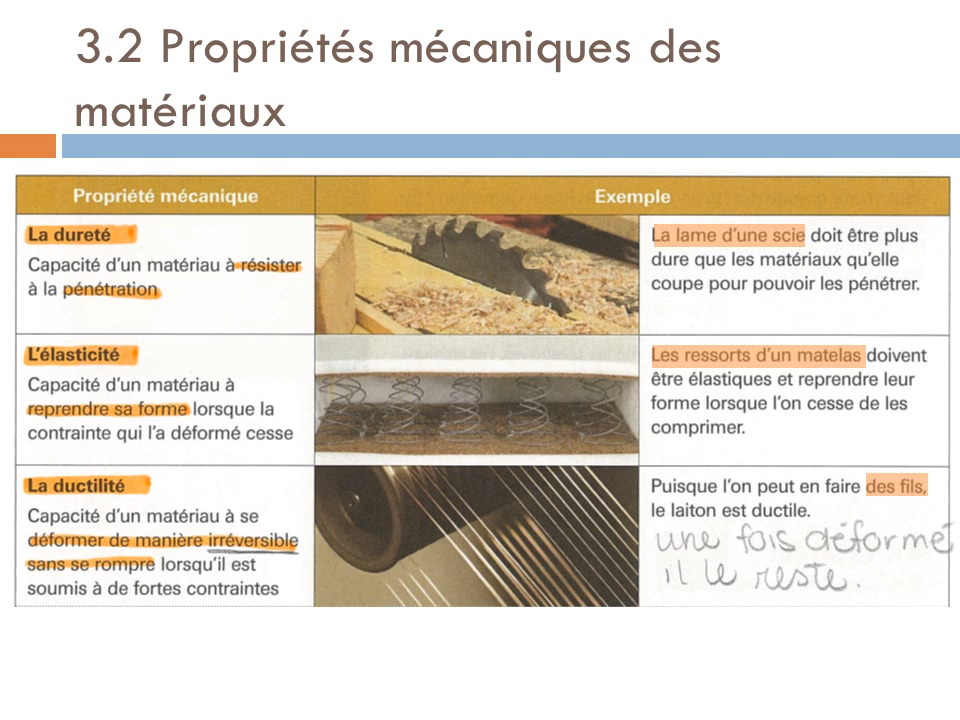 3.2 Propriétés mécaniques des
matériaux
Propriété mécanique
Exemple
La dureté
Capacité d'un matériau à résister
à la pénétration
La lame d'une scie doit être plus
dure que les matériaux qu'elle
coupe pour pouvoir les pénétrer.
L'élasticité
Capacité d'un matériau à
reprendre sa forme lorsque la
contrainte qui l'a déformé cesse
Les ressorts d'un matelas doivent
être élastiques et reprendre leur
forme lorsque l'on cesse de les
comprimer.
La ductilité
Capacité d'un matériau à se
déformer de manière irréversible
sans se rompre lorsqu'il est
soumis à de fortes contraintes
Puisque l'on peut en faire des fils,
le laiton est ductile.
une fois déformé
il le reste.